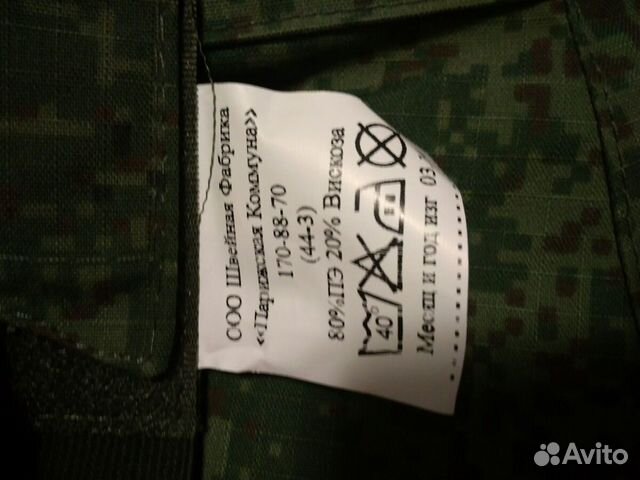 ООО Швейная Фабрика
«Парижская Коммуна»
170-88-70
(44-3)
80%ПЭ 20% Вискоза
40°
Месяц и год изг 03
Avito